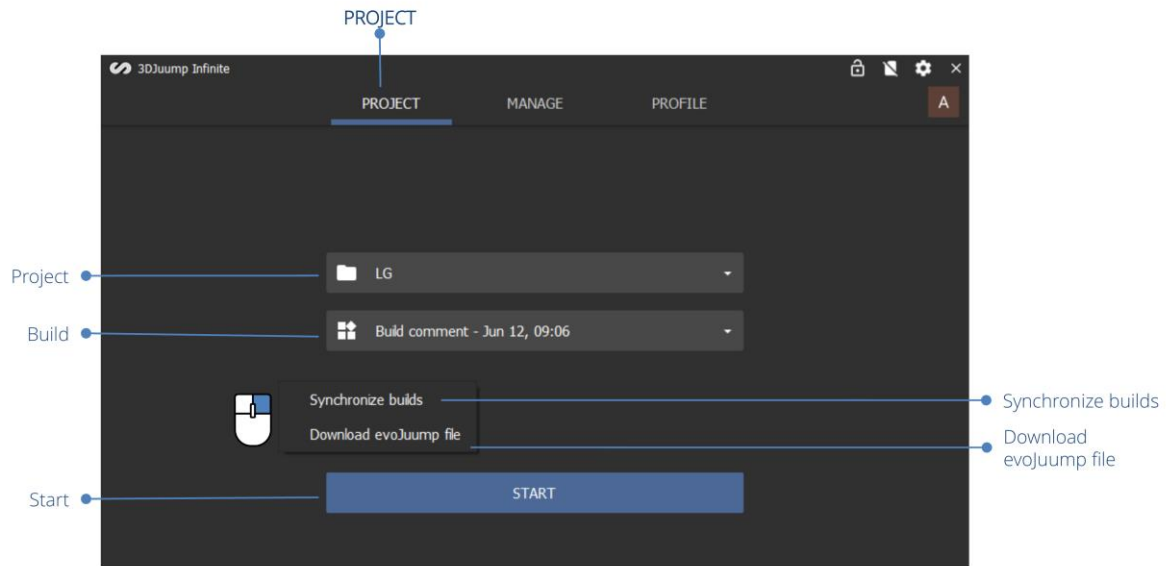 PROJECT
3DJuump Infinite
PROJECT MANAGE PROFILE
A
Project
LG
Build
Build comment - Jun 12, 09:06
Synchronize builds
Synchronize builds
Download evoJuump file
Download
evoJuump file
Start
START